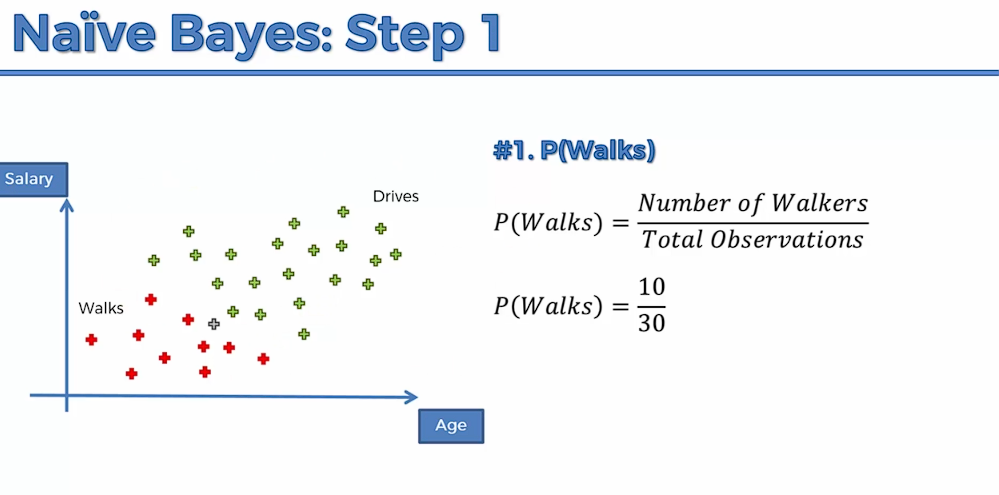 Naïve Bayes: Step 1
#1. P(Walks)
Salary
Drives
Walks
Age
P(Walks) = Number of Walkers / Total Observations
P(Walks) = 10 / 30